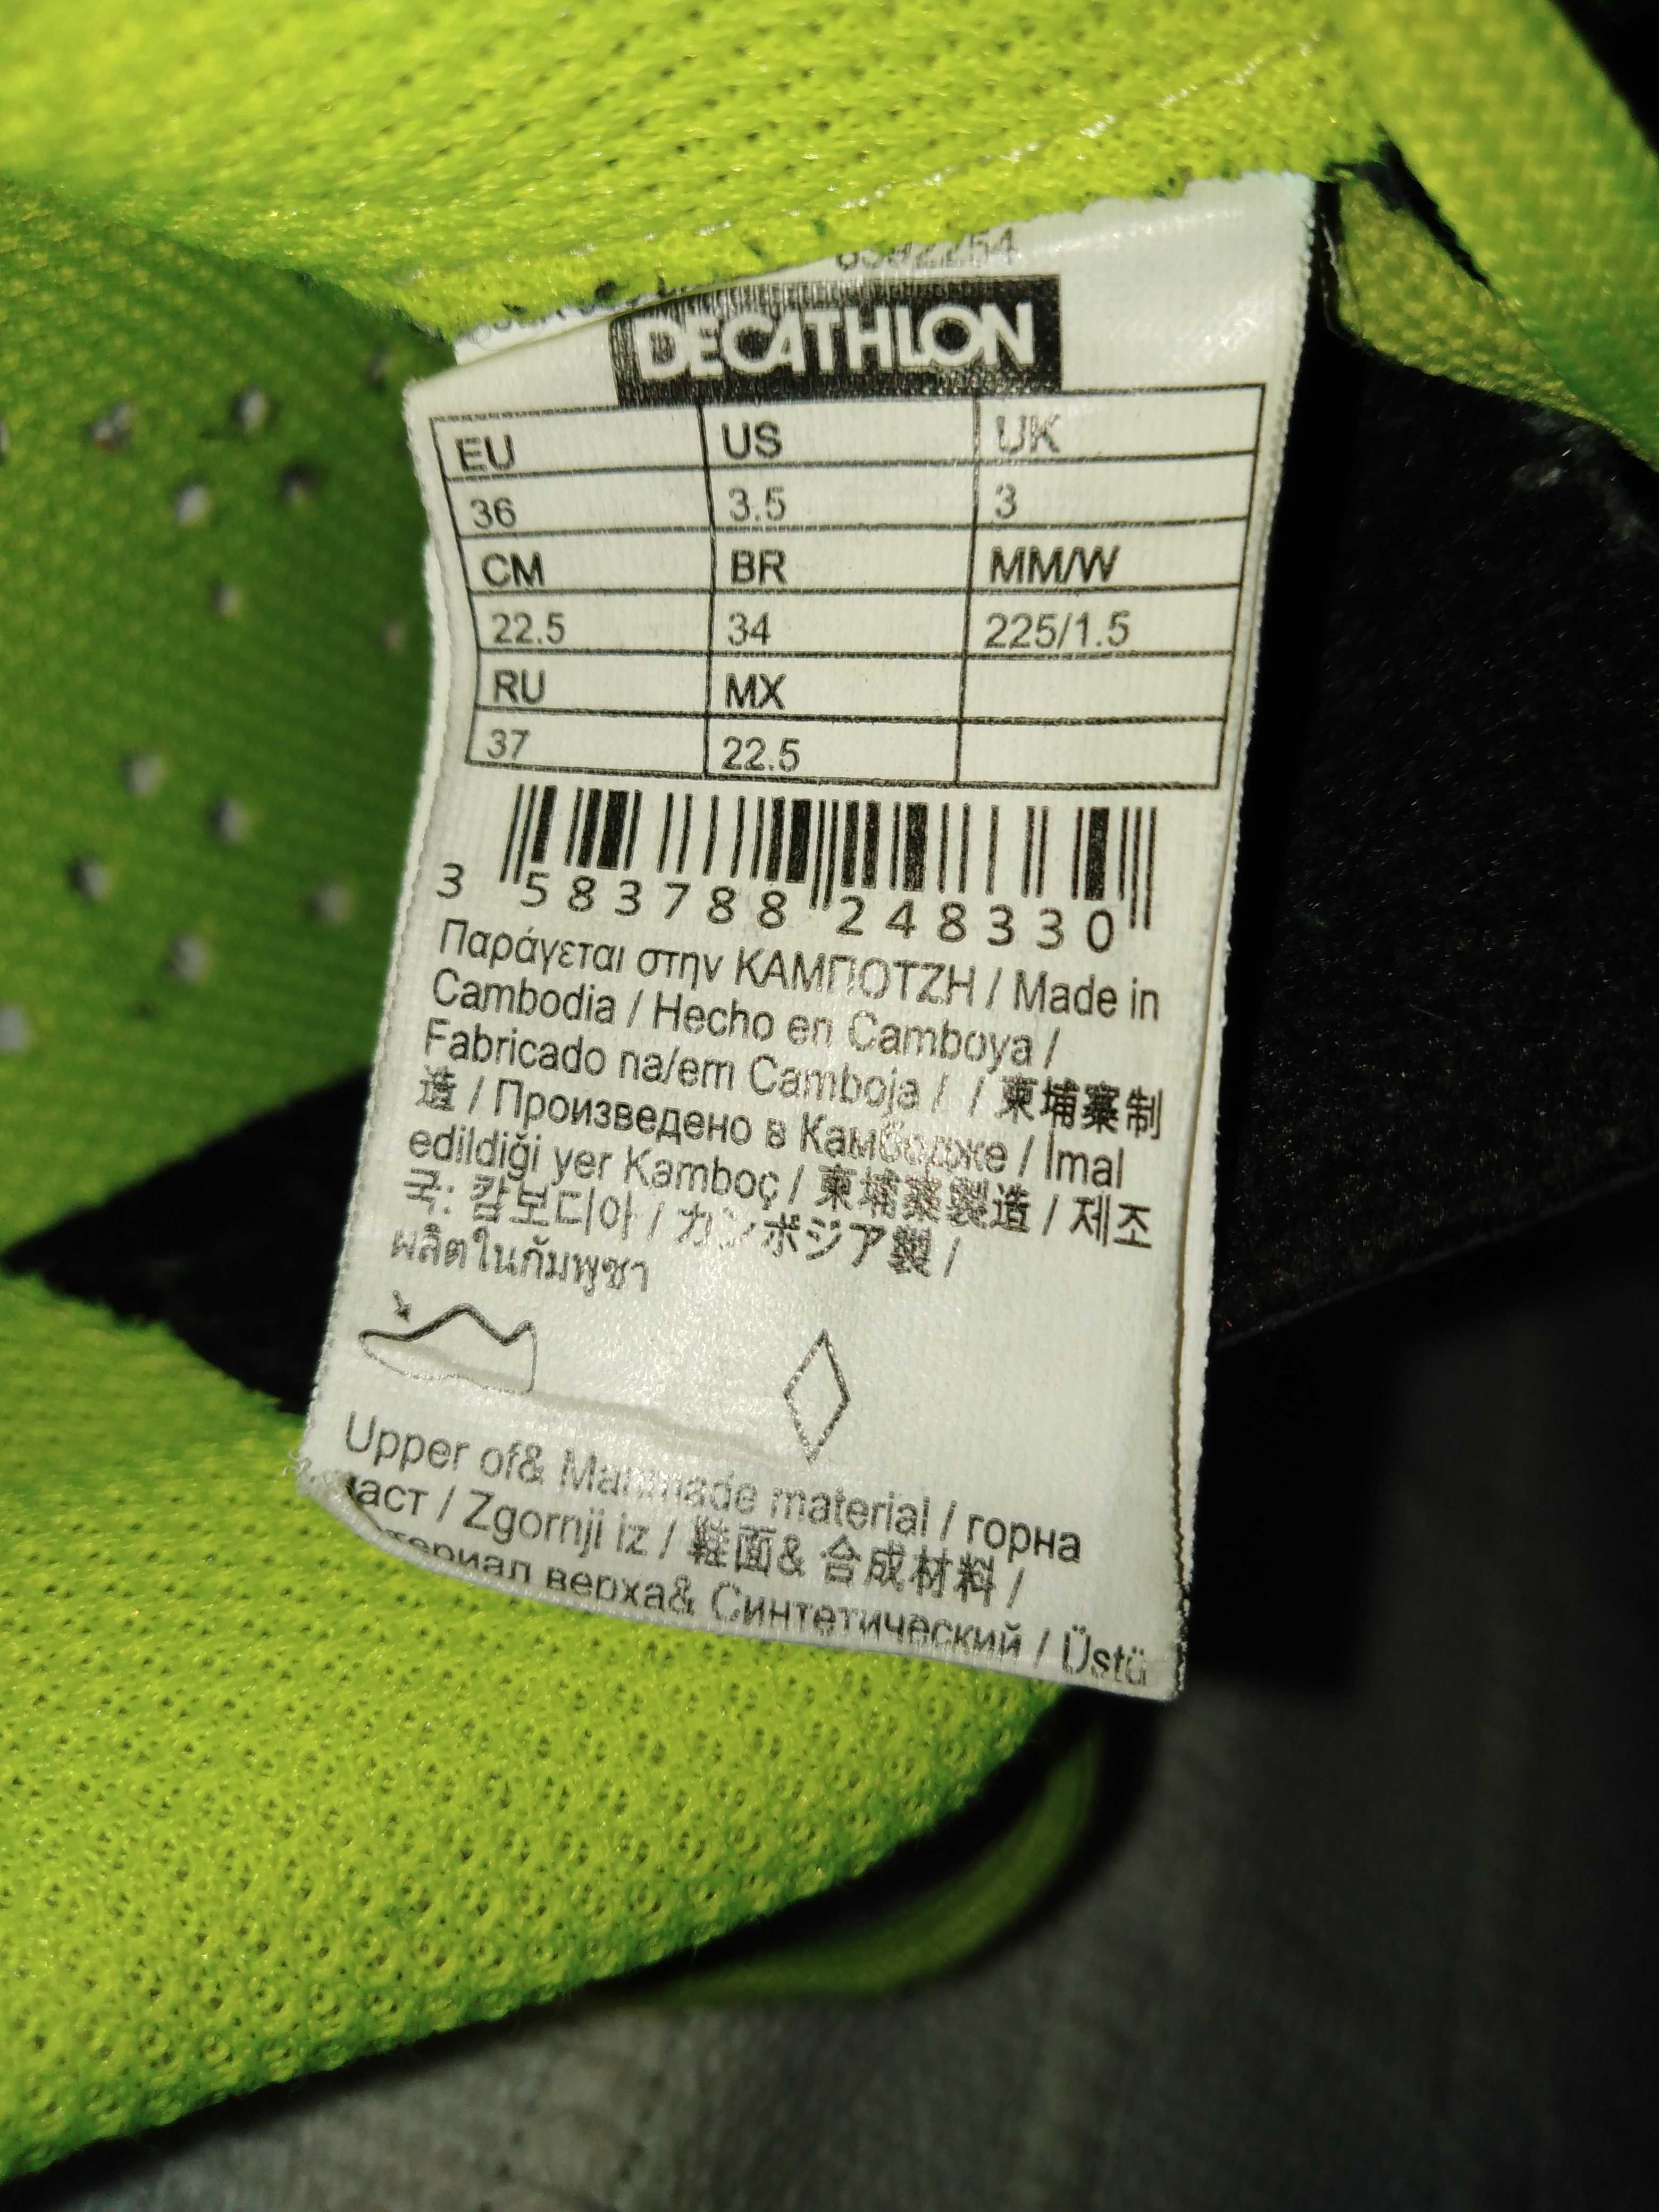 DECATHLON
EU US UK
36 3.5 3
CM BR MM/W
22.5 34 225/1.5
RU MX
37 22.5
3 583788 248330
Παράγεται στην ΚΑΜΠΟΤΖΗ / Made in
Cambodia / Hecho en Camboya /
Fabricado na/em Camboja / / 柬埔寨制
造 / Произведено в Камбодже / İmal
edildiği yer Kamboç / 柬埔寨製造 / 제조
국: 캄보디아 / カンボジア製 /
ผลิตในกัมพูชา
Upper of& Manmade material / горна
част / Zgornji iz / 鞋面& 合成材料 /
верха& Синтетический / Üstü